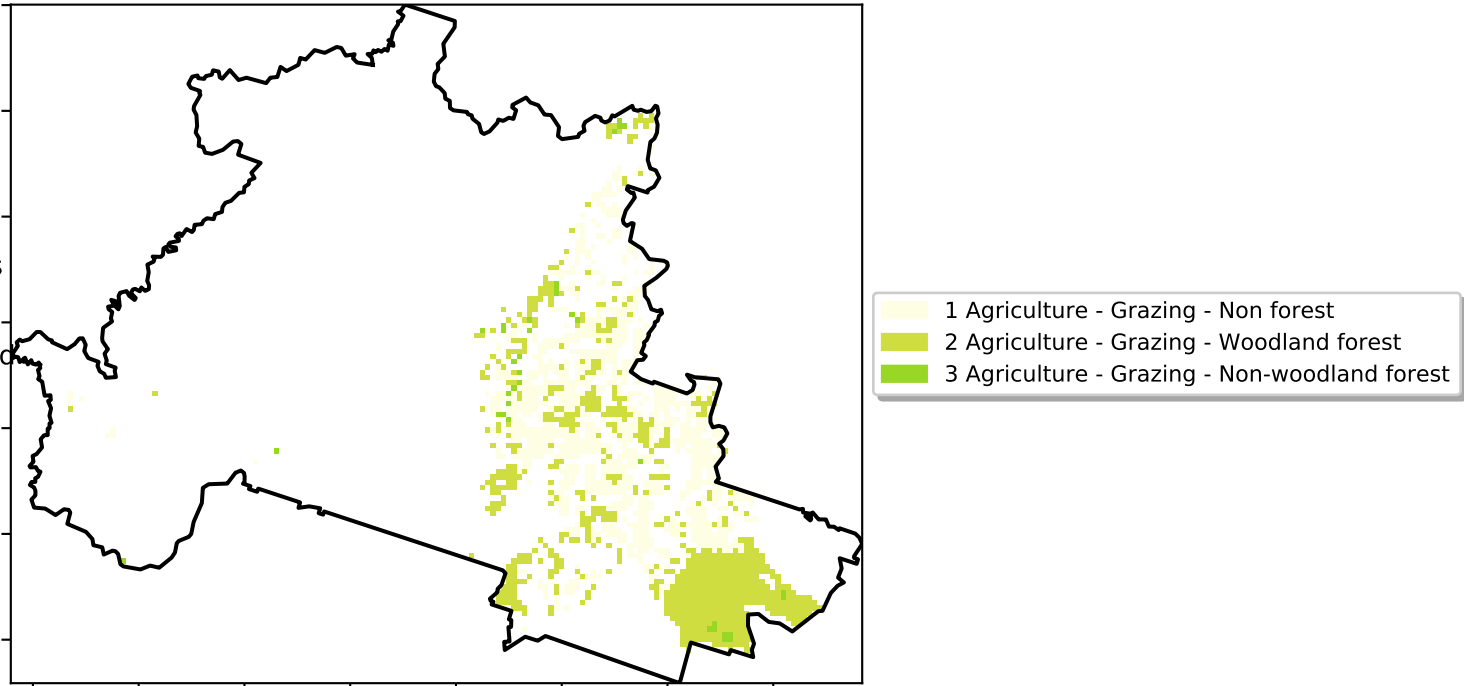 1 Agriculture - Grazing - Non forest
2 Agriculture - Grazing - Woodland forest
3 Agriculture - Grazing - Non-woodland forest